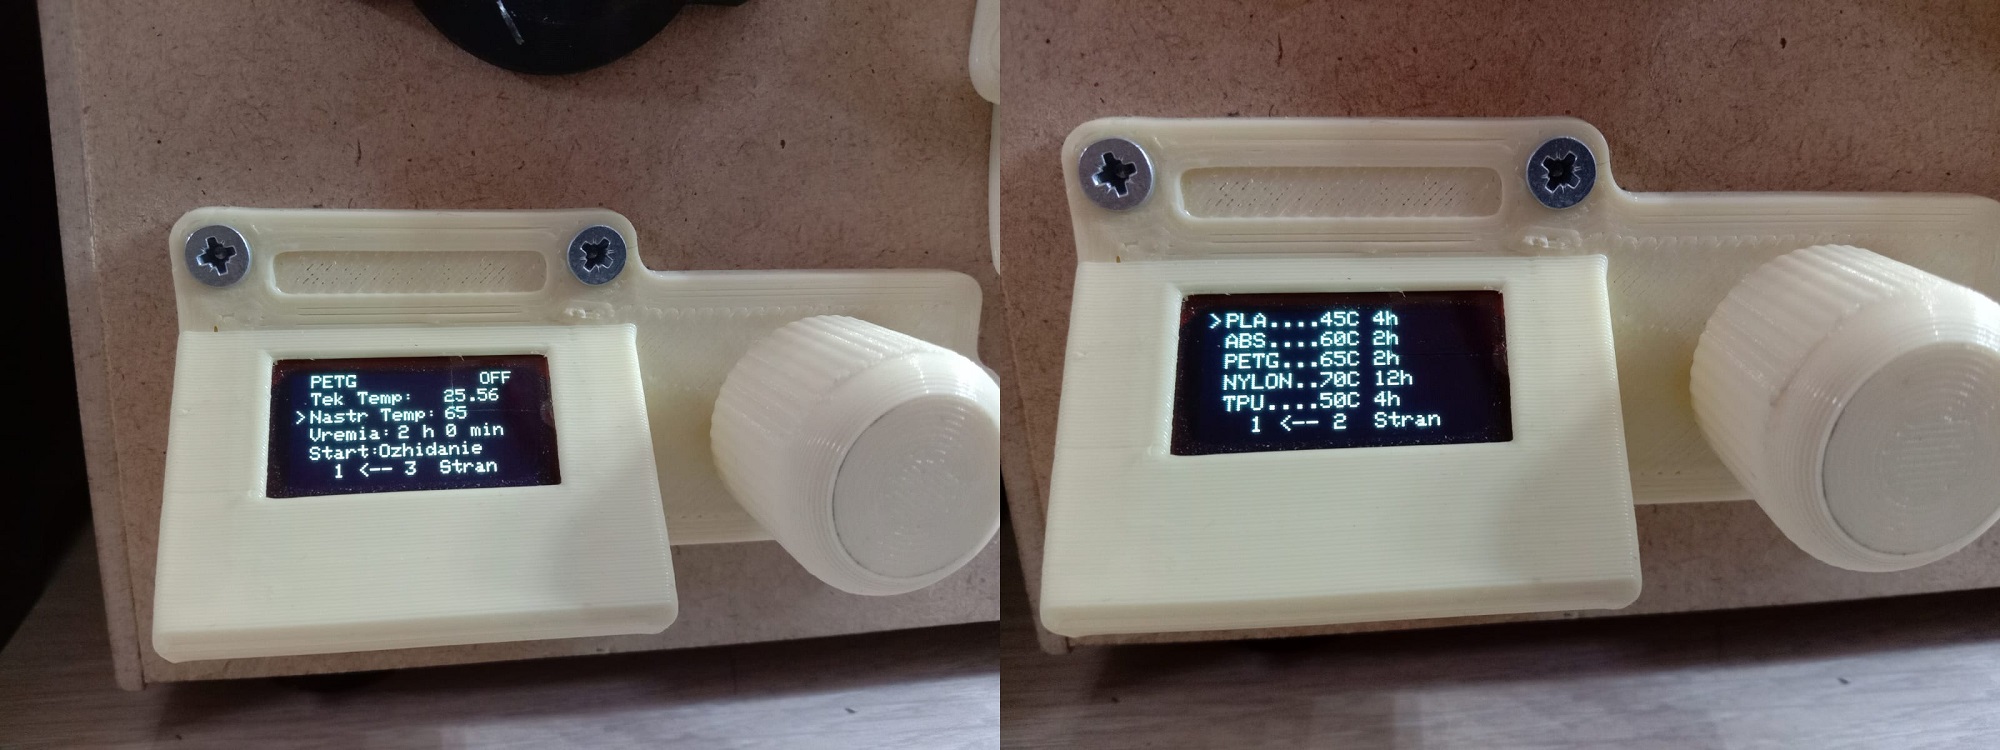 PETG OFF
Tek Temp: 25.56
>Nastr Temp: 65
Vremia: 2 h 0 min
Start:Ozhidanie
1 <-- 3 Stran
>PLA....45C 4h
ABS....60C 2h
PETG...65C 2h
NYLON..70C 12h
TPU....50C 4h
1 <-- 2 Stran